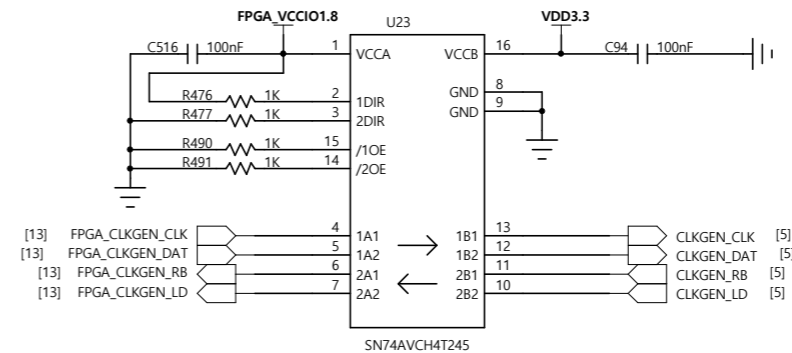 FPGA_VCCIO1.8 U23 VDD3.3
C516 100nF 1 VCCA VCCB 16 C94 100nF
R476 1K 2 1DIR GND 8
R477 1K 3 2DIR GND 9
R490 1K 15 /1OE
R491 1K 14 /2OE
[13] FPGA_CLKGEN_CLK 4 1A1 1B1 13 CLKGEN_CLK [5]
[13] FPGA_CLKGEN_DAT 5 1A2 1B2 12 CLKGEN_DAT [5]
[13] FPGA_CLKGEN_RB 6 2A1 2B1 11 CLKGEN_RB [5]
[13] FPGA_CLKGEN_LD 7 2A2 2B2 10 CLKGEN_LD [5]
SN74AVCH4T245